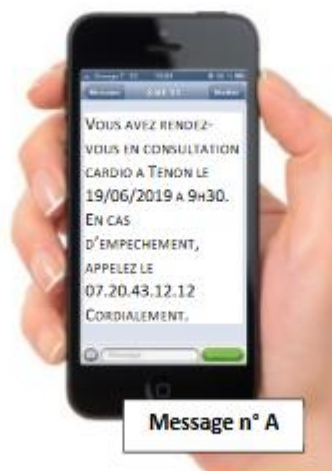 VOUS AVEZ RENDEZ-
VOUS EN CONSULTATION
CARDIO A TENON LE
19/06/2019 A 9H30.
EN CAS
D'EMPECHEMENT,
APPELEZ LE
07.20.43.12.12
CORDIALEMENT.
Message n° A